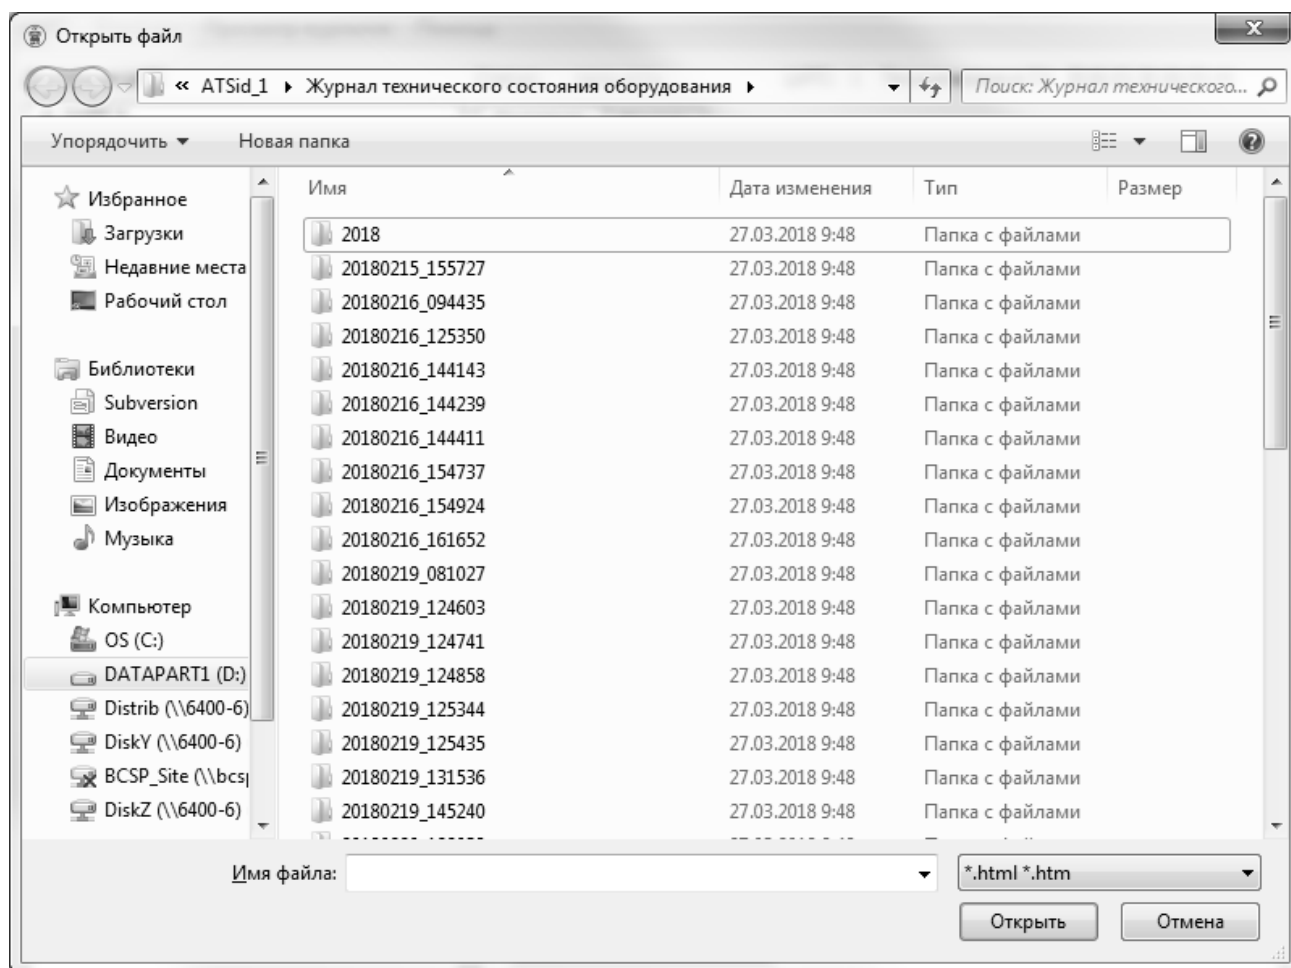 Открыть файл
« ATSid_1 Журнал технического состояния оборудования Поиск: Журнал технического...
Упорядочить Новая папка
Избранное
Загрузки
Недавние места
Рабочий стол
Библиотеки
Subversion
Видео
Документы
Изображения
Музыка
Компьютер
OS (C:)
DATAPART1 (D:)
Distrib (\\6400-6)
DiskY (\\6400-6)
BCSP_Site (\\bcsp
DiskZ (\\6400-6)
Имя Дата изменения Тип Размер
2018 27.03.2018 9:48 Папка с файлами
20180215_155727 27.03.2018 9:48 Папка с файлами
20180216_094435 27.03.2018 9:48 Папка с файлами
20180216_125350 27.03.2018 9:48 Папка с файлами
20180216_144143 27.03.2018 9:48 Папка с файлами
20180216_144239 27.03.2018 9:48 Папка с файлами
20180216_144411 27.03.2018 9:48 Папка с файлами
20180216_154737 27.03.2018 9:48 Папка с файлами
20180216_154924 27.03.2018 9:48 Папка с файлами
20180216_161652 27.03.2018 9:48 Папка с файлами
20180219_081027 27.03.2018 9:48 Папка с файлами
20180219_124603 27.03.2018 9:48 Папка с файлами
20180219_124741 27.03.2018 9:48 Папка с файлами
20180219_124858 27.03.2018 9:48 Папка с файлами
20180219_125344 27.03.2018 9:48 Папка с файлами
20180219_125435 27.03.2018 9:48 Папка с файлами
20180219_131536 27.03.2018 9:48 Папка с файлами
20180219_145240 27.03.2018 9:48 Папка с файлами
Имя файла: *.html *.htm
Открыть Отмена